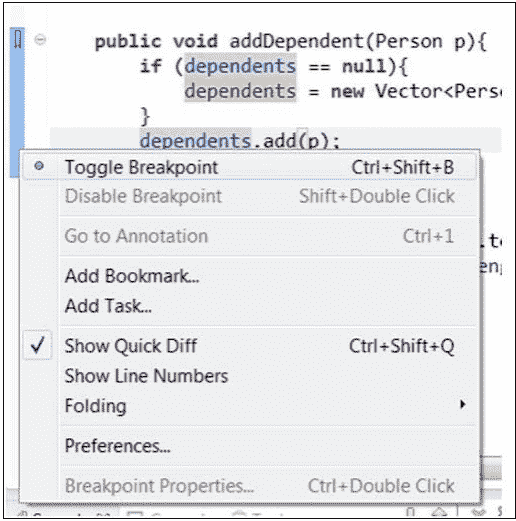 public void addDependent(Person p){
if (dependents == null){
dependents = new Vector<Perso
}
dependents.add(p);
Toggle Breakpoint Ctrl+Shift+B
Disable Breakpoint Shift+Double Click
Go to Annotation Ctrl+1
Add Bookmark...
Add Task...
Show Quick Diff Ctrl+Shift+Q
Show Line Numbers
Folding
Preferences...
Breakpoint Properties... Ctrl+Double Click